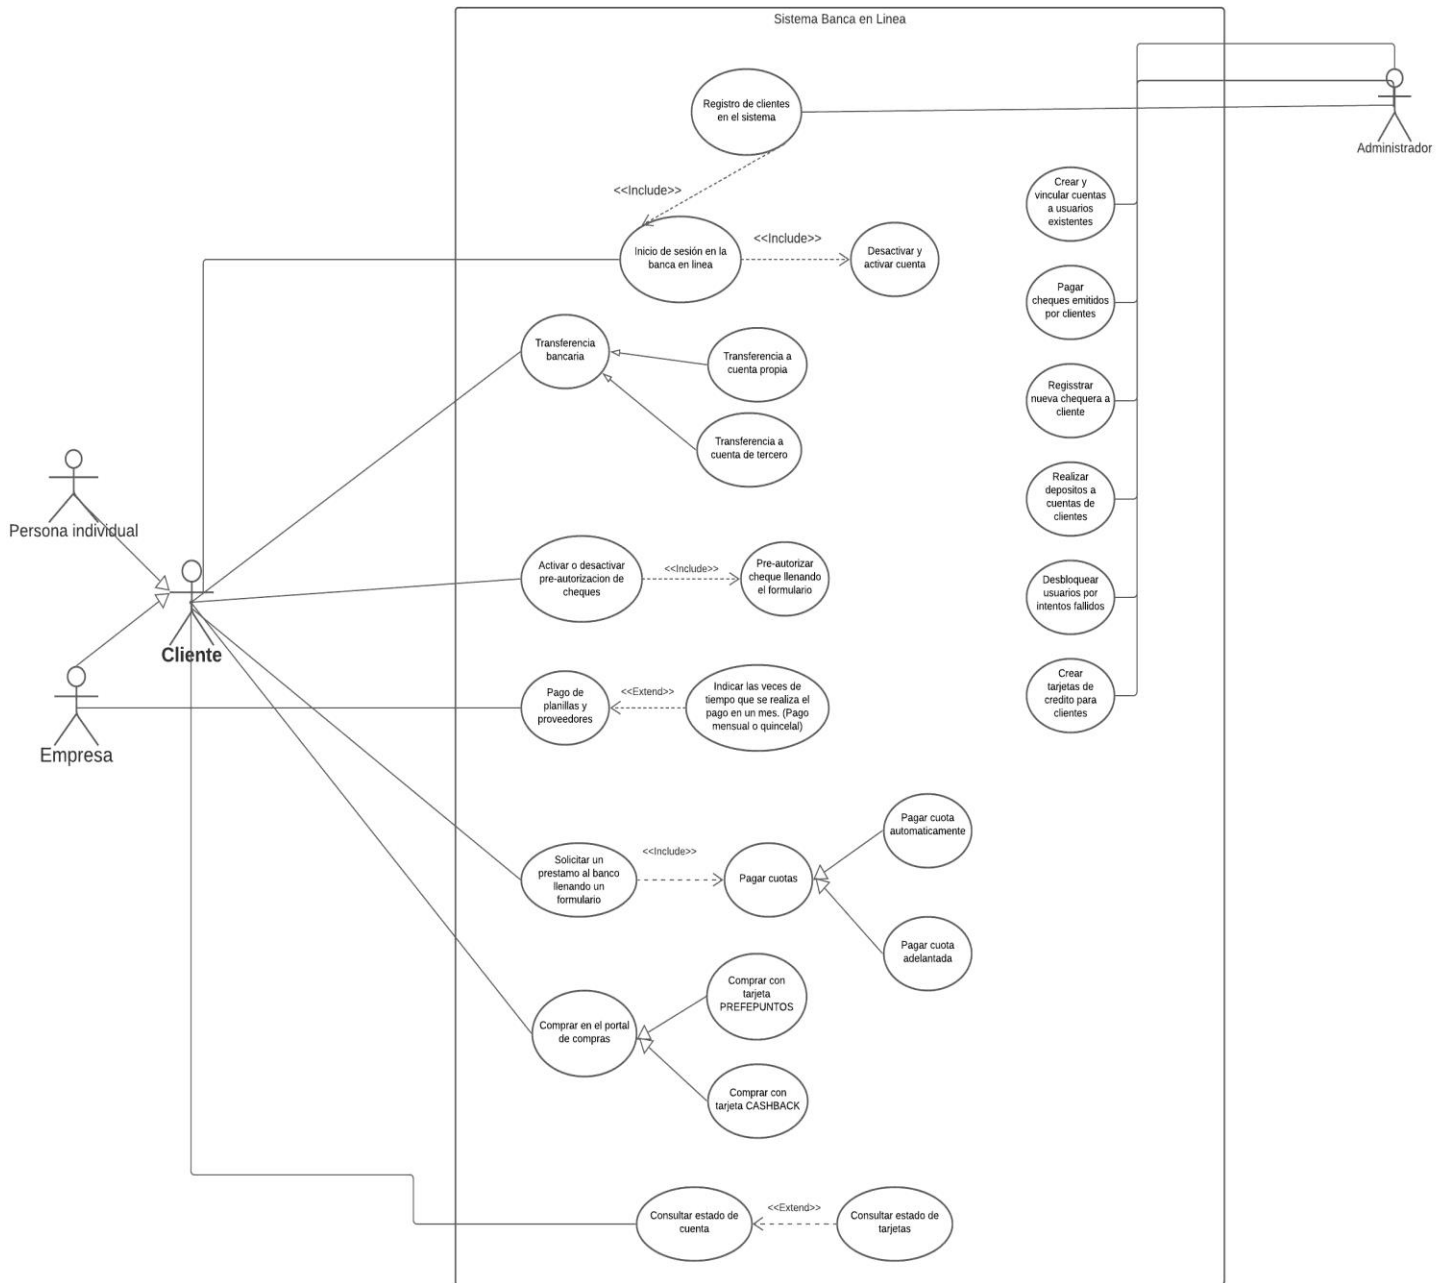 Sistema Banca en Linea
Registro de clientes
en el sistema
Administrador
<<Include>>
Crear y
vincular cuentas
a usuarios
existentes
Inicio de sesión en la
banca en linea
<<Include>>
Desactivar y
activar cuenta
Pagar
cheques emitidos
por clientes
Transferencia
bancaria
Transferencia a
cuenta propia
Regisstrar
nueva chequera a
cliente
Transferencia a
cuenta de tercero
Realizar
depositos a
cuentas de
clientes
Persona individual
Activar o desactivar
pre-autorizacion de
cheques
<<Include>>
Pre-autorizar
cheque llenando
el formulario
Desbloquear
usuarios por
intentos fallidos
Cliente
Pago de
planillas y
proveedores
<<Extend>>
Indicar las veces de
tiempo que se realiza el
pago en un mes. (Pago
mensual o quincelal)
Crear
tarjetas de
credito para
clientes
Empresa
Pagar cuota
automaticamente
Solicitar un
prestamo al banco
llenando un
formulario
<<Include>>
Pagar cuotas
Pagar cuota
adelantada
Comprar con
tarjeta
PREFEPUNTOS
Comprar en el portal
de compras
Comprar con
tarjeta CASHBACK
Consultar estado de
cuenta
<<Extend>>
Consultar estado de
tarjetas